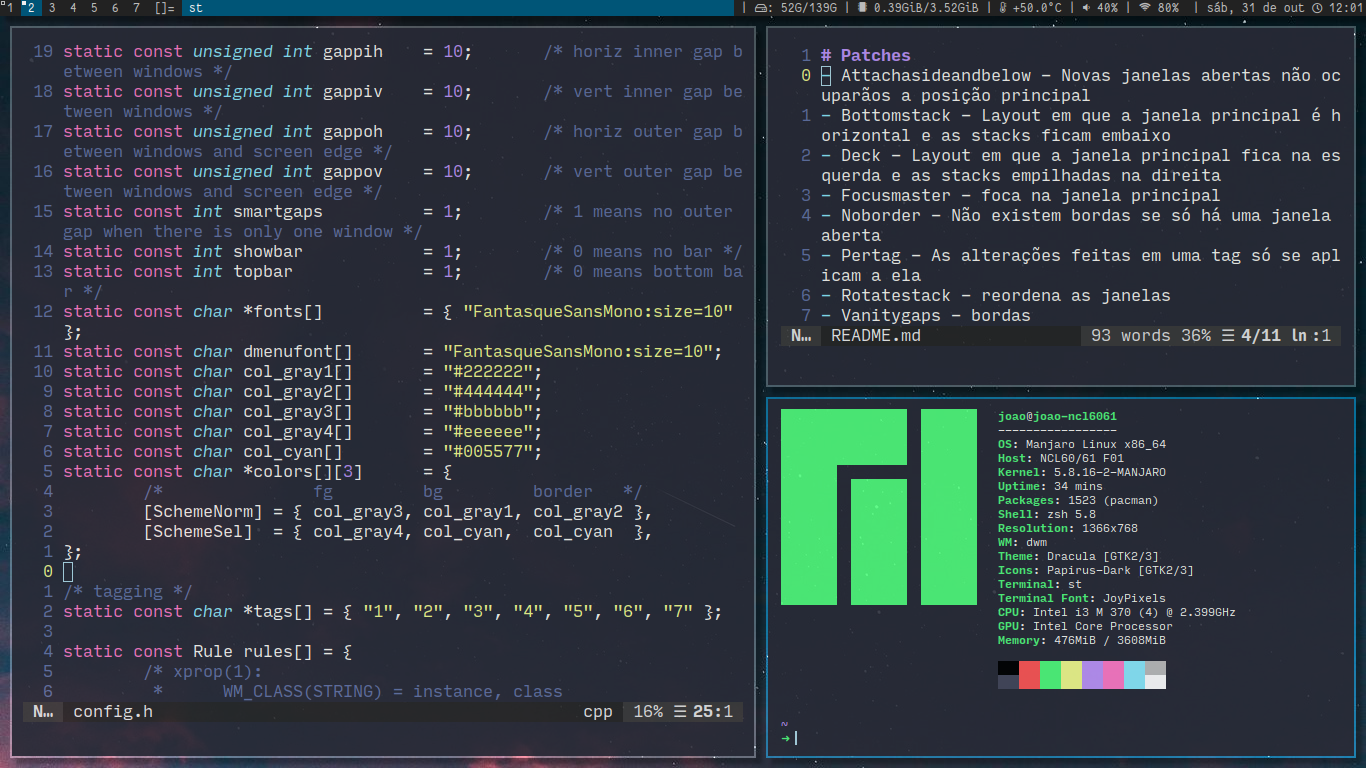 1 2 3 4 5 6 7 []= st | : 52G/139G | 0.39GiB/3.52GiB | +50.0°C | 40% | 80% | sáb, 31 de out 12:01
19 static const unsigned int gappih    = 10;       /* horiz inner gap b
etween windows */
18 static const unsigned int gappiv    = 10;       /* vert inner gap be
tween windows */
17 static const unsigned int gappoh    = 10;       /* horiz outer gap b
etween windows and screen edge */
16 static const unsigned int gappov    = 10;       /* vert outer gap be
tween windows and screen edge */
15 static const int smartgaps          = 1;        /* 1 means no outer
gap when there is only one window */
14 static const int showbar            = 1;        /* 0 means no bar */
13 static const int topbar             = 1;        /* 0 means bottom ba
r */
12 static const char *fonts[]          = { "FantasqueSansMono:size=10"
};
11 static const char dmenufont[]       = "FantasqueSansMono:size=10";
10 static const char col_gray1[]       = "#222222";
9 static const char col_gray2[]       = "#444444";
8 static const char col_gray3[]       = "#bbbbbb";
7 static const char col_gray4[]       = "#eeeeee";
6 static const char col_cyan[]        = "#005577";
5 static const char *colors[][3]      = {
4         /*               fg         bg         border   */
3         [SchemeNorm] = { col_gray3, col_gray1, col_gray2 },
2         [SchemeSel]  = { col_gray4, col_cyan,  col_cyan  },
1 };
0
1 /* tagging */
2 static const char *tags[] = { "1", "2", "3", "4", "5", "6", "7" };
3
4 static const Rule rules[] = {
5         /* xprop(1):
6          *      WM_CLASS(STRING) = instance, class
N… config.h cpp 16% ☰ 25:1
1 # Patches
0 - Attachasideandbelow – Novas janelas abertas não oc
uparãos a posição principal
1 - Bottomstack – Layout em que a janela principal é h
orizontal e as stacks ficam embaixo
2 - Deck – Layout em que a janela principal fica na es
querda e as stacks empilhadas na direita
3 - Focusmaster – foca na janela principal
4 - Noborder – Não existem bordas se só há uma janela
aberta
5 - Pertag – As alterações feitas em uma tag só se apl
icam a ela
6 - Rotatestack – reordena as janelas
7 - Vanitygaps – bordas
N… README.md 93 words 36% ☰ 4/11 ln :1
joao@joao-ncl6061
-----------------
OS: Manjaro Linux x86_64
Host: NCL60/61 F01
Kernel: 5.8.16-2-MANJARO
Uptime: 34 mins
Packages: 1523 (pacman)
Shell: zsh 5.8
Resolution: 1366x768
WM: dwm
Theme: Dracula [GTK2/3]
Icons: Papirus-Dark [GTK2/3]
Terminal: st
Terminal Font: JoyPixels
CPU: Intel i3 M 370 (4) @ 2.399GHz
GPU: Intel Core Processor
Memory: 476MiB / 3608MiB
~
➜